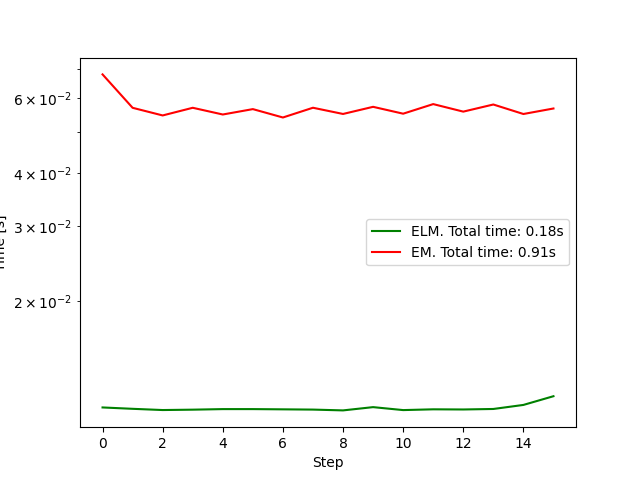 6 × 10⁻²
4 × 10⁻²
3 × 10⁻²
2 × 10⁻²
ELM. Total time: 0.18s
EM. Total time: 0.91s
0 2 4 6 8 10 12 14
Step